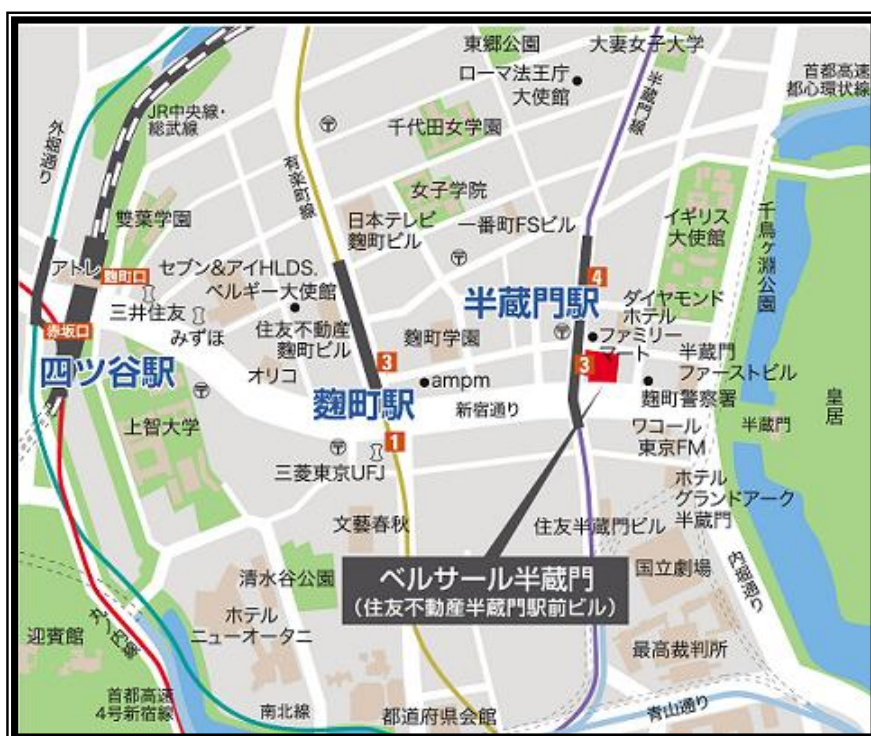 東郷公園
大妻女子大学
ローマ法王庁
大使館
首都高速
都心環状線
半蔵門線
外堀通り
JR中央線・
総武線
千代田女学園
有楽町線
女子学院
雙葉学園
日本テレビ
麹町ビル
一番町FSビル
イギリス
大使館
千鳥ヶ淵公園
アトレ
麹町口
セブン&アイHLDS.
ベルギー大使館
三井住友
みずほ
半蔵門駅
4
ダイヤモンド
ホテル
ファミリー
マート
赤坂口
四ツ谷駅
住友不動産
麹町ビル
麹町学園
3
3
半蔵門
ファーストビル
オリコ
麹町駅
ampm
新宿通り
麹町警察署
皇居
上智大学
1
三菱東京UFJ
ワコール
東京FM
半蔵門
ホテル
グランドアーク
半蔵門
文藝春秋
住友半蔵門ビル
ベルサール半蔵門
(住友不動産半蔵門駅前ビル)
国立劇場
内堀通り
清水谷公園
ホテル
ニューオータニ
迎賓館
丸ノ内線
最高裁判所
首都高速
4号新宿線
南北線
都道府県会館
青山通り